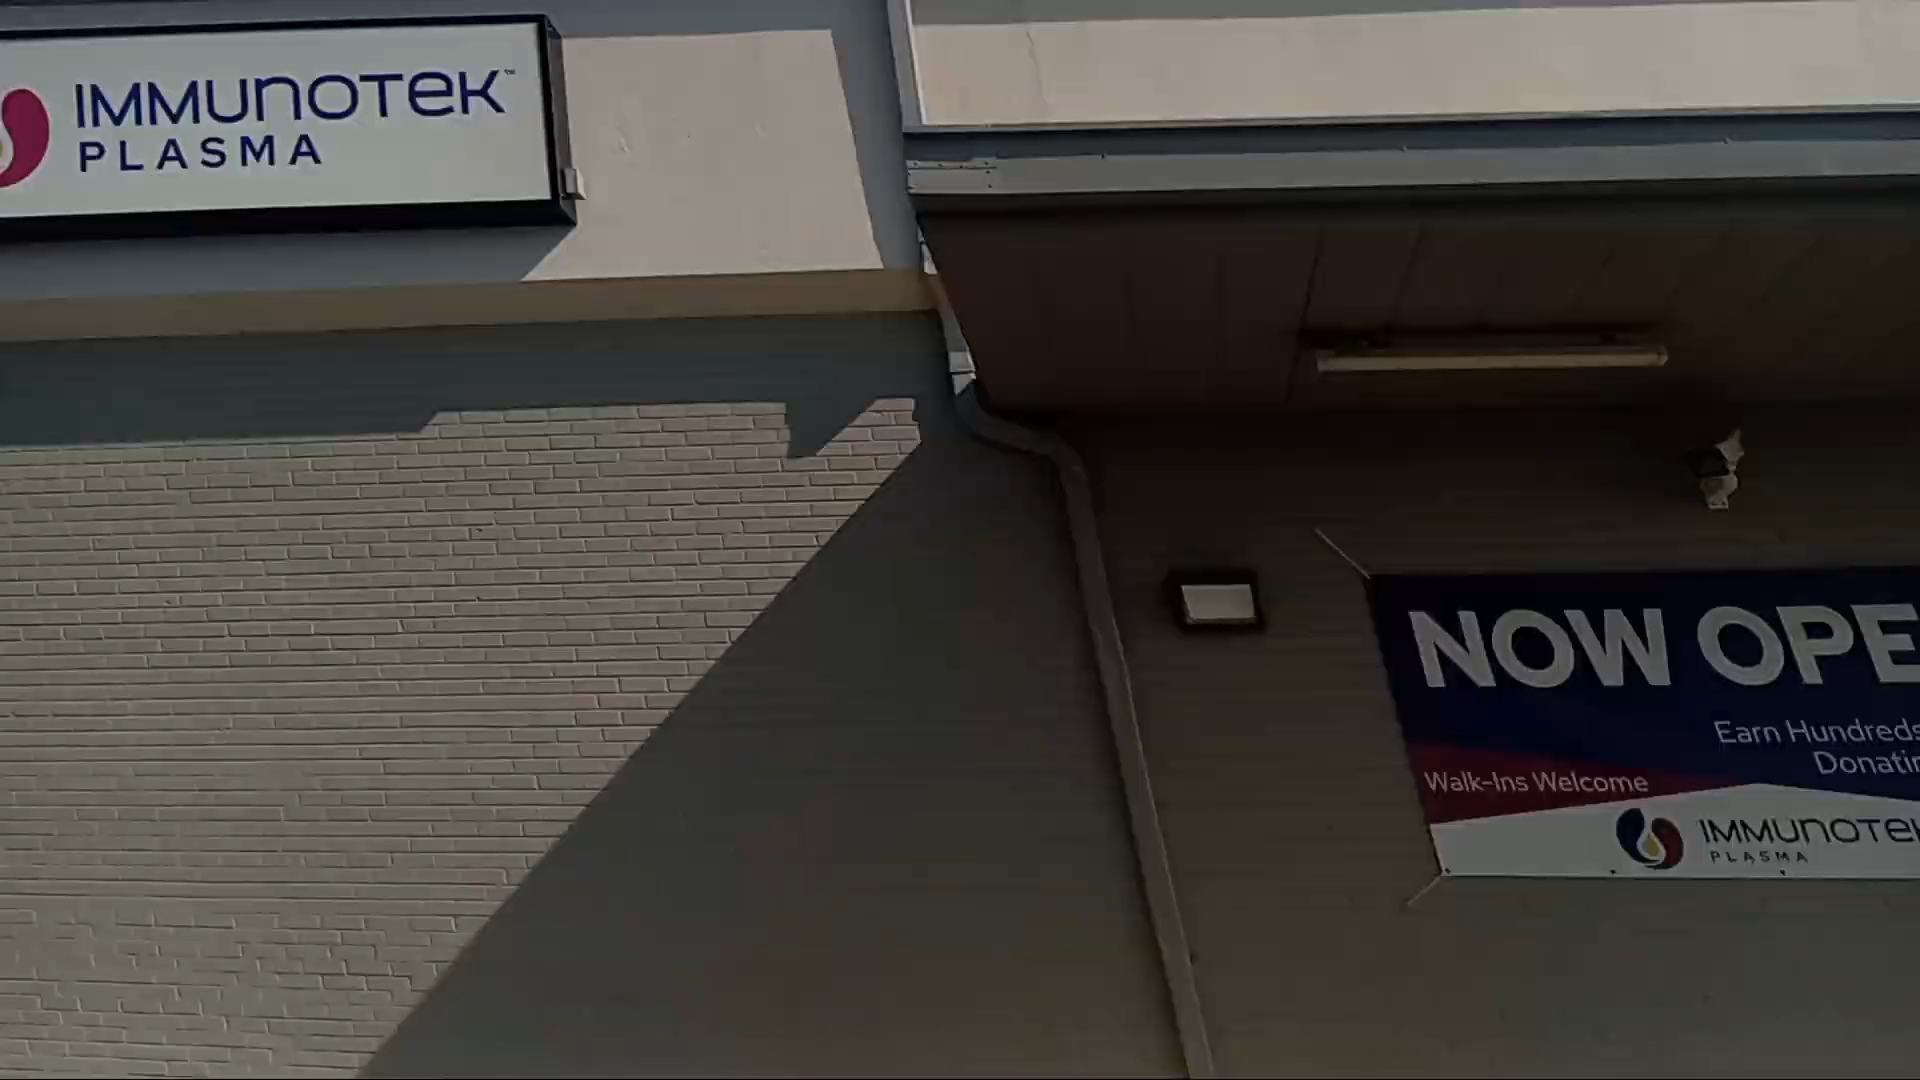 IMMUNOTEK™
PLASMA
NOW OPE
Earn Hundreds
Donatin
Walk-Ins Welcome
IMMUNOTEK
PLASMA